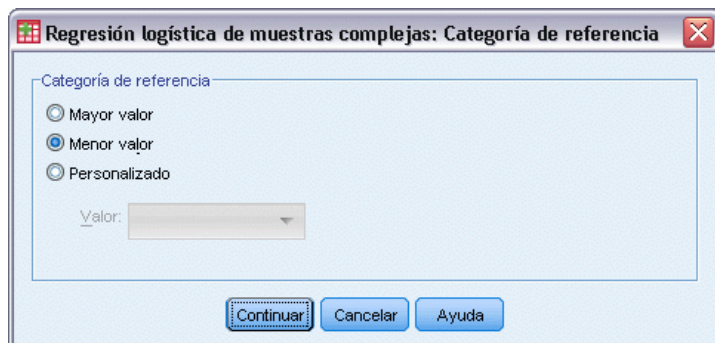 Regresión logística de muestras complejas: Categoría de referencia
Categoría de referencia
Mayor valor
Menor valor
Personalizado
Valor:
Continuar Cancelar Ayuda